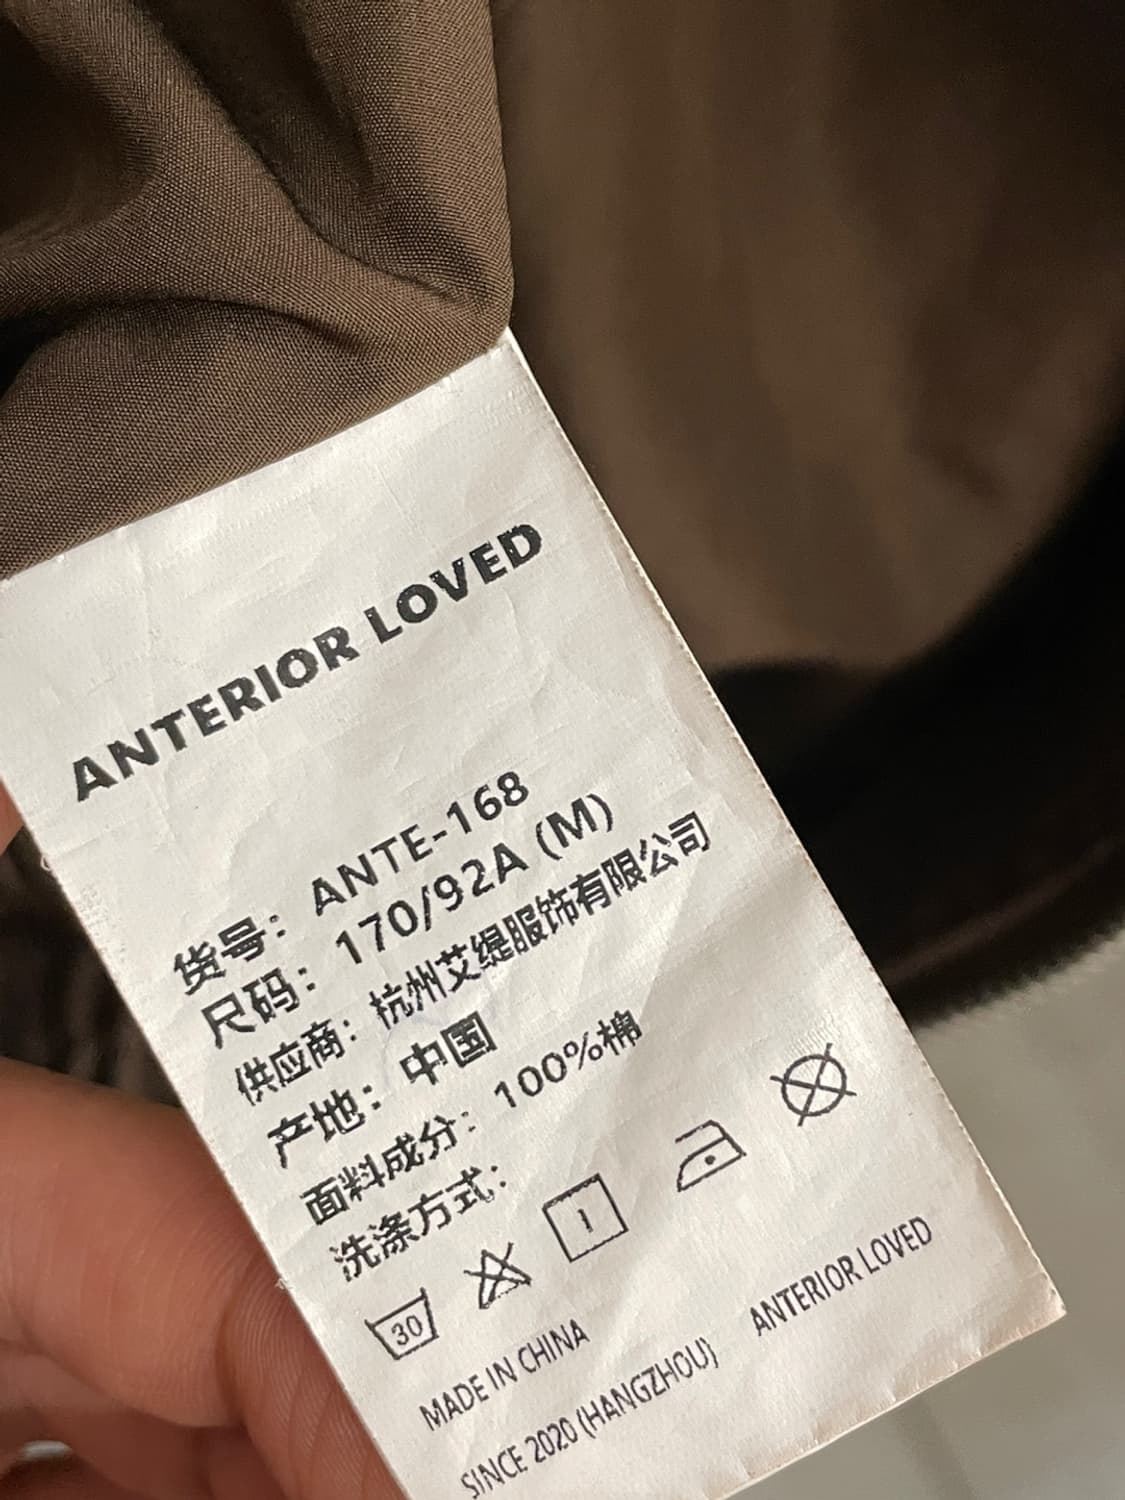 ANTERIOR LOVED
货号： ANTE-168
尺码： 170/92A (M)
供应商： 杭州艾缇服饰有限公司
产地： 中国
面料成分： 100%棉
洗涤方式：
30
MADE IN CHINA
SINCE 2020 (HANGZHOU) ANTERIOR LOVED